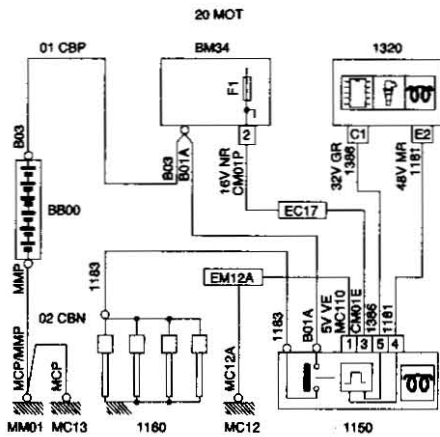 20 MOT
01 CBP
BM34
1320
F1
2
C1
E2
B03
B03
B01A
16V NR
CM01P
32V GR
1386
48V MR
1181
BB00
EC17
MMP
1183
EM12A
02 CBN
1183
B01A
5V VE
MC110
CM01E
1386
1181
1
3
5
4
MCP/MMP
MCP
MC12A
MM01
MC13
1160
MC12
1150